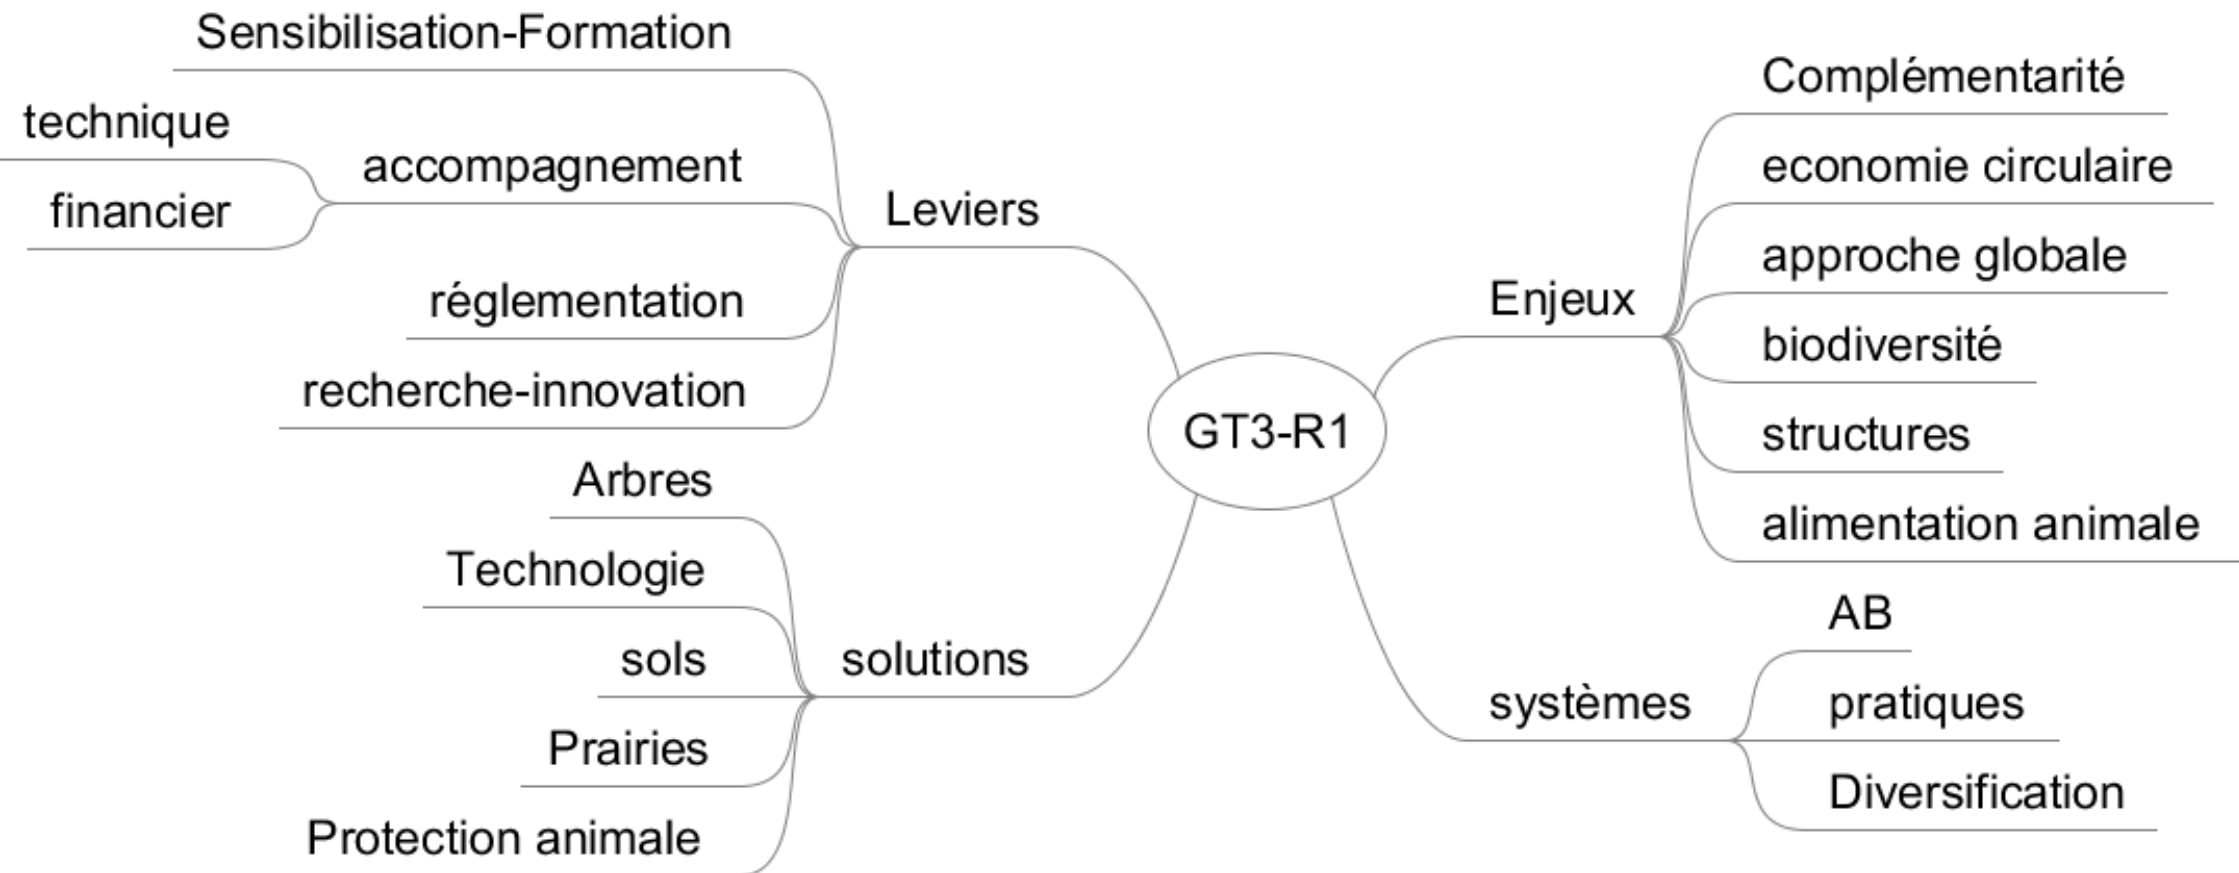 Sensibilisation-Formation
technique
financier
accompagnement
réglementation
recherche-innovation
Leviers
Arbres
Technologie
sols
Prairies
Protection animale
solutions
GT3-R1
Enjeux
Complémentarité
economie circulaire
approche globale
biodiversité
structures
alimentation animale
systèmes
AB
pratiques
Diversification